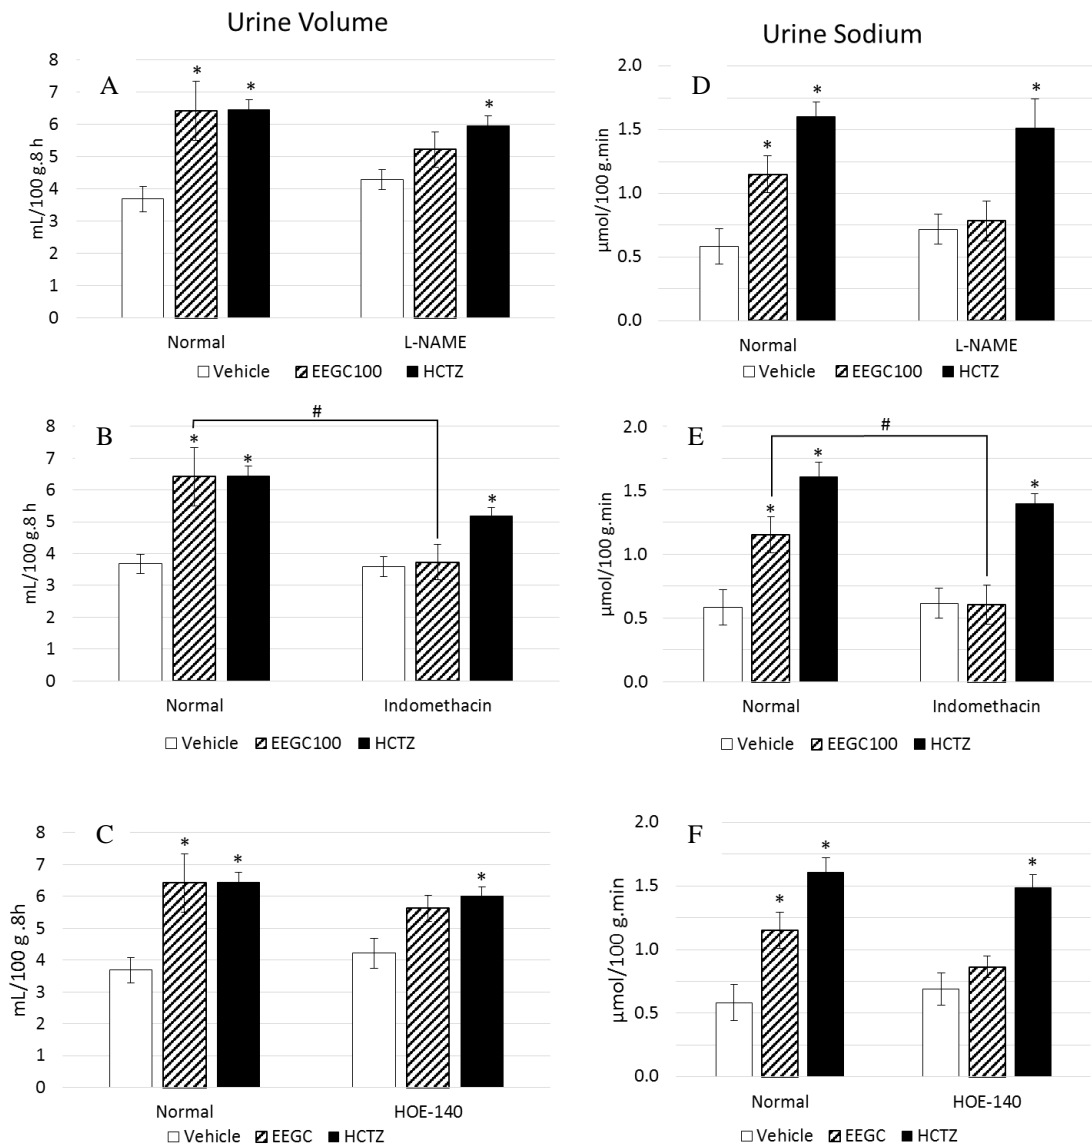 Urine Volume
Urine Sodium
A
mL/100 g.8 h
8
7
6
5
4
3
2
1
0
* * *
Normal L-NAME
Vehicle EEGC100 HCTZ
D
µmol/100 g.min
2.0
1.5
1.0
0.5
0.0
* * *
Normal L-NAME
Vehicle EEGC100 HCTZ
B
mL/100 g.8 h
8
7
6
5
4
3
2
1
0
#
* * *
Normal Indomethacin
Vehicle EEGC100 HCTZ
E
µmol/100 g.min
2.0
1.5
1.0
0.5
0.0
#
* * *
Normal Indomethacin
Vehicle EEGC100 HCTZ
C
mL/100 g .8h
8
7
6
5
4
3
2
1
0
* * *
Normal HOE-140
Vehicle EEGC HCTZ
F
µmol/100 g.min
2.0
1.5
1.0
0.5
0.0
* * *
Normal HOE-140
Vehicle EEGC HCTZ